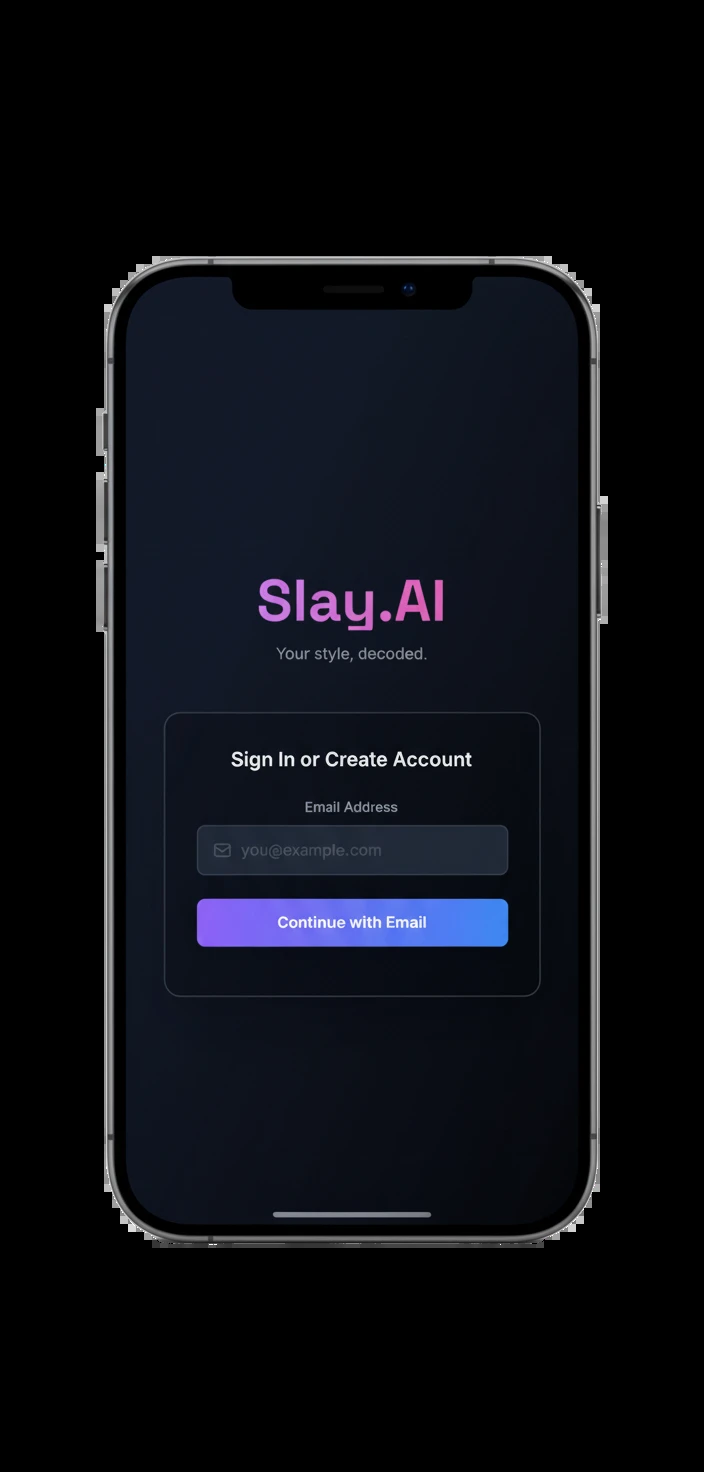 Slay.AI
Your style, decoded.
Sign In or Create Account
Email Address
you@example.com
Continue with Email